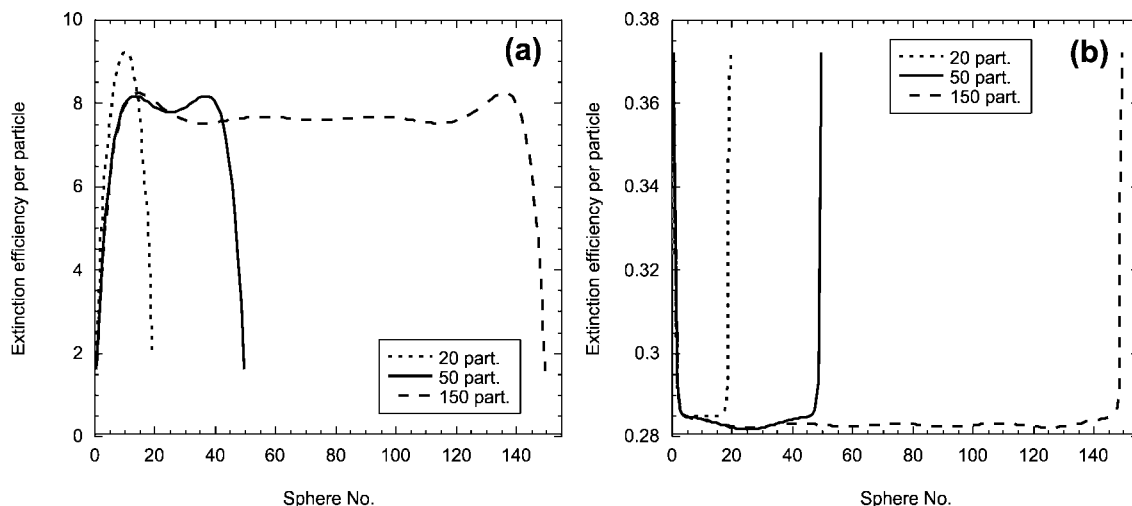 (a)
Extinction efficiency per particle
10
8
6
4
2
0
20 part.
50 part.
150 part.
0 20 40 60 80 100 120 140
Sphere No.
(b)
Extinction efficiency per particle
0.38
0.36
0.34
0.32
0.3
0.28
20 part.
50 part.
150 part.
0 20 40 60 80 100 120 140
Sphere No.